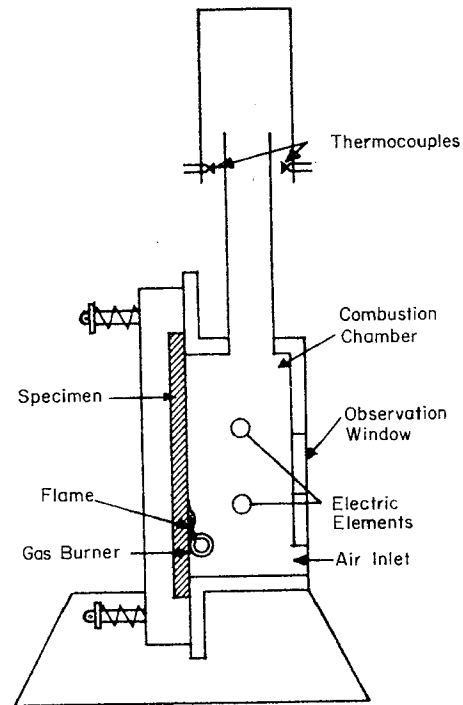 Thermocouples
Combustion
Chamber
Specimen
Observation
Window
Flame
Electric
Elements
Gas Burner
Air Inlet